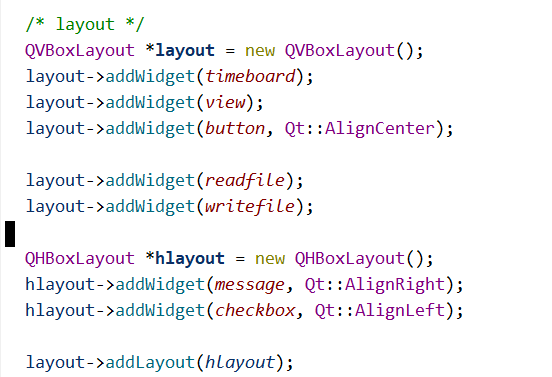 /* layout */
QVBoxLayout *layout = new QVBoxLayout();
layout->addWidget(timeboard);
layout->addWidget(view);
layout->addWidget(button, Qt::AlignCenter);
layout->addWidget(readfile);
layout->addWidget(writefile);
QHBoxLayout *hlayout = new QHBoxLayout();
hlayout->addWidget(message, Qt::AlignRight);
hlayout->addWidget(checkbox, Qt::AlignLeft);
layout->addLayout(hlayout);